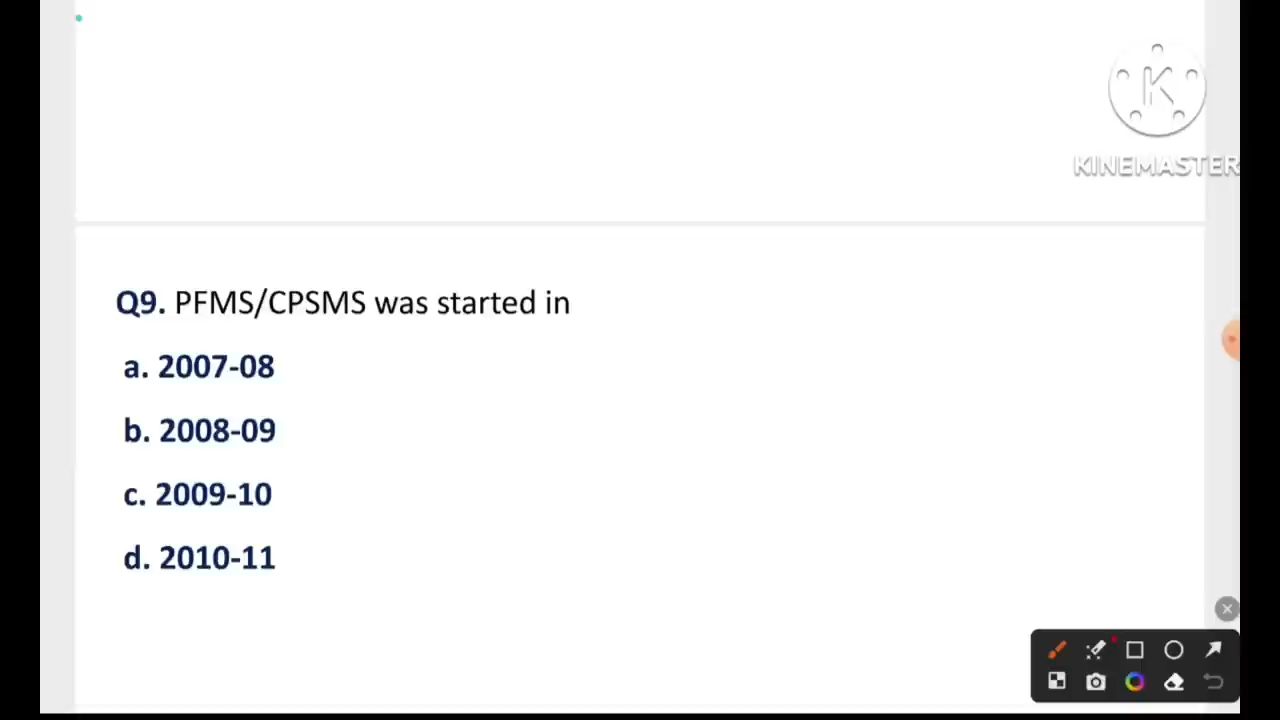 KINEMASTER
Q9. PFMS/CPSMS was started in
a. 2007-08
b. 2008-09
c. 2009-10
d. 2010-11